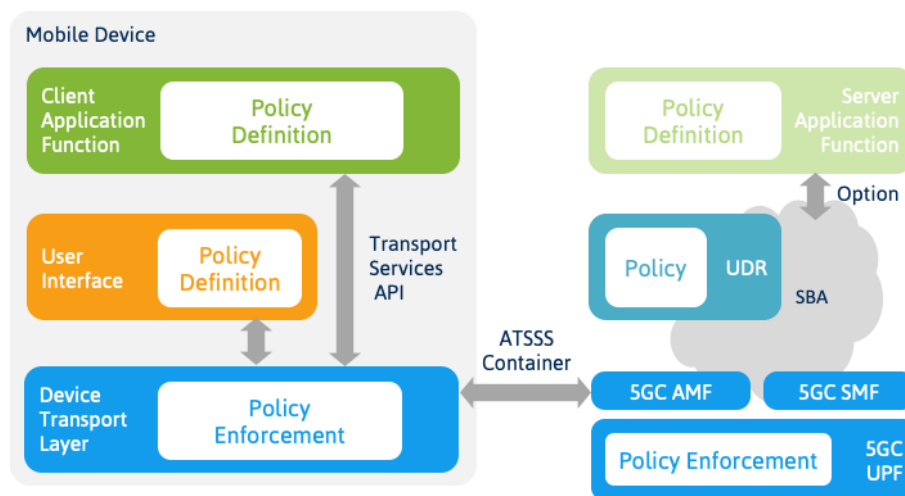 Mobile Device
Client
Application
Function
Policy
Definition
User
Interface
Policy
Definition
Transport
Services
API
Device
Transport
Layer
Policy
Enforcement
ATSSS
Container
Policy
Definition
Server
Application
Function
Option
Policy
UDR
SBA
5GC AMF
5GC SMF
Policy Enforcement
5GC
UPF